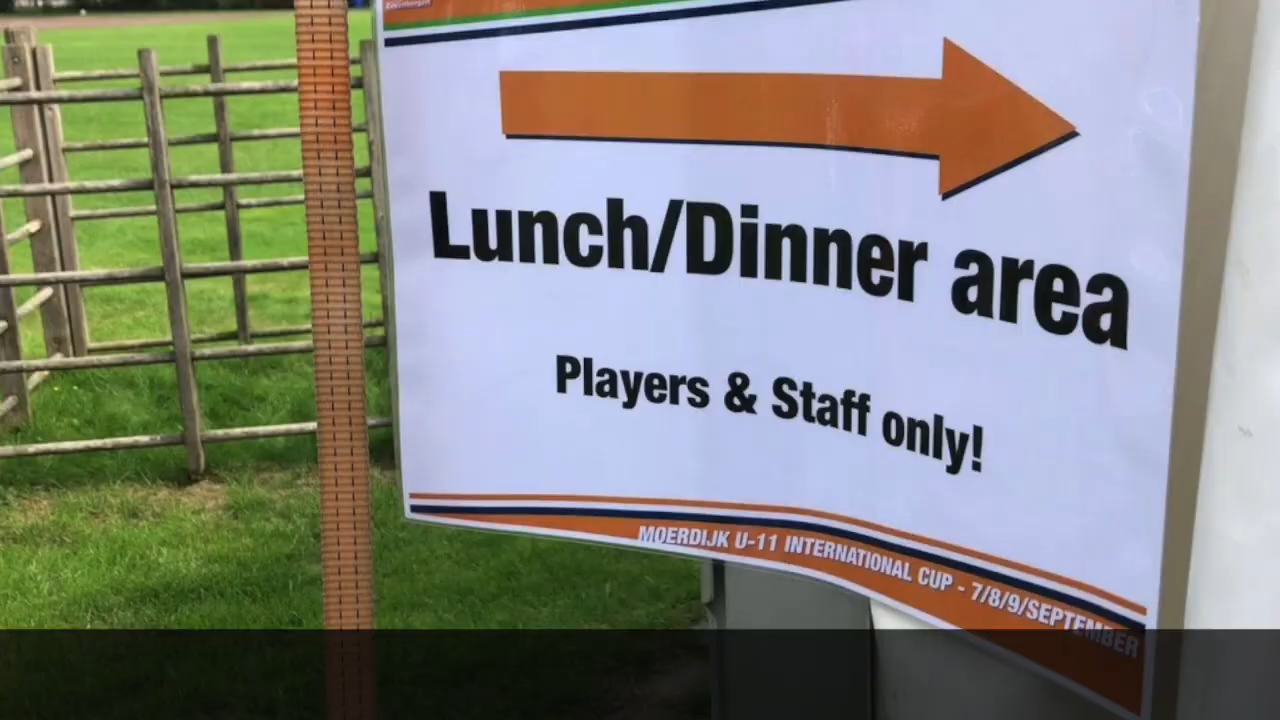 Lunch/Dinner area
Players & Staff only!
MOERDIJK U-11 INTERNATIONAL CUP - 7/8/9/SEPTEMBER